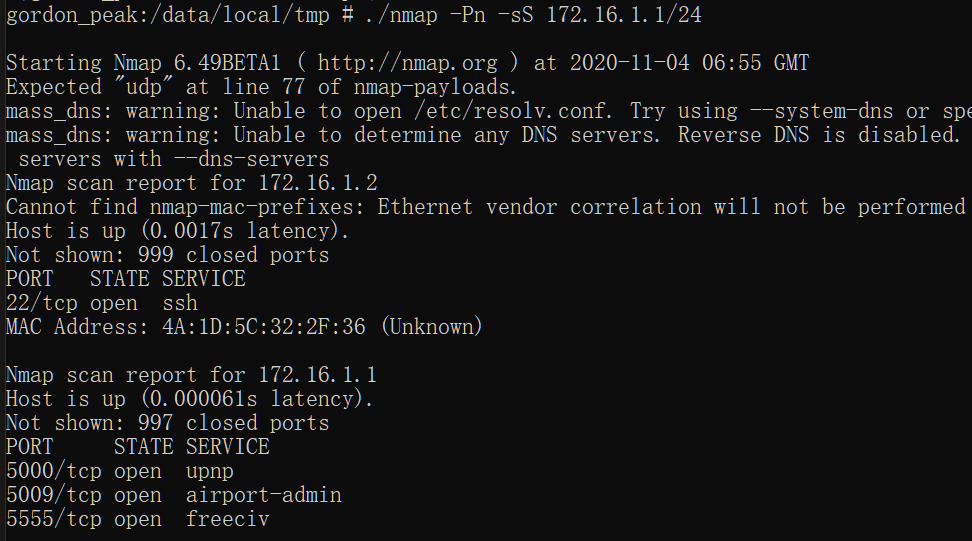 gordon_peak:/data/local/tmp # ./nmap -Pn -sS 172.16.1.1/24

Starting Nmap 6.49BETA1 ( http://nmap.org ) at 2020-11-04 06:55 GMT
Expected "udp" at line 77 of nmap-payloads.
mass_dns: warning: Unable to open /etc/resolv.conf. Try using --system-dns or spe
mass_dns: warning: Unable to determine any DNS servers. Reverse DNS is disabled.
 servers with --dns-servers
Nmap scan report for 172.16.1.2
Cannot find nmap-mac-prefixes: Ethernet vendor correlation will not be performed
Host is up (0.0017s latency).
Not shown: 999 closed ports
PORT   STATE SERVICE
22/tcp open  ssh
MAC Address: 4A:1D:5C:32:2F:36 (Unknown)

Nmap scan report for 172.16.1.1
Host is up (0.000061s latency).
Not shown: 997 closed ports
PORT     STATE SERVICE
5000/tcp open  upnp
5009/tcp open  airport-admin
5555/tcp open  freeciv